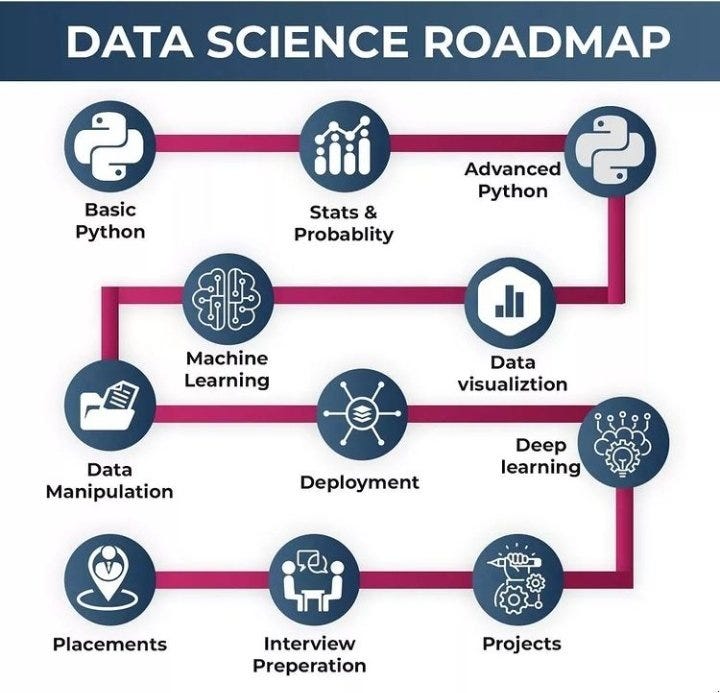 DATA SCIENCE ROADMAP
Basic
Python
Stats &
Probablity
Advanced
Python
Machine
Learning
Data
visualiztion
Data
Manipulation
Deployment
Deep
learning
Placements
Interview
Preperation
Projects